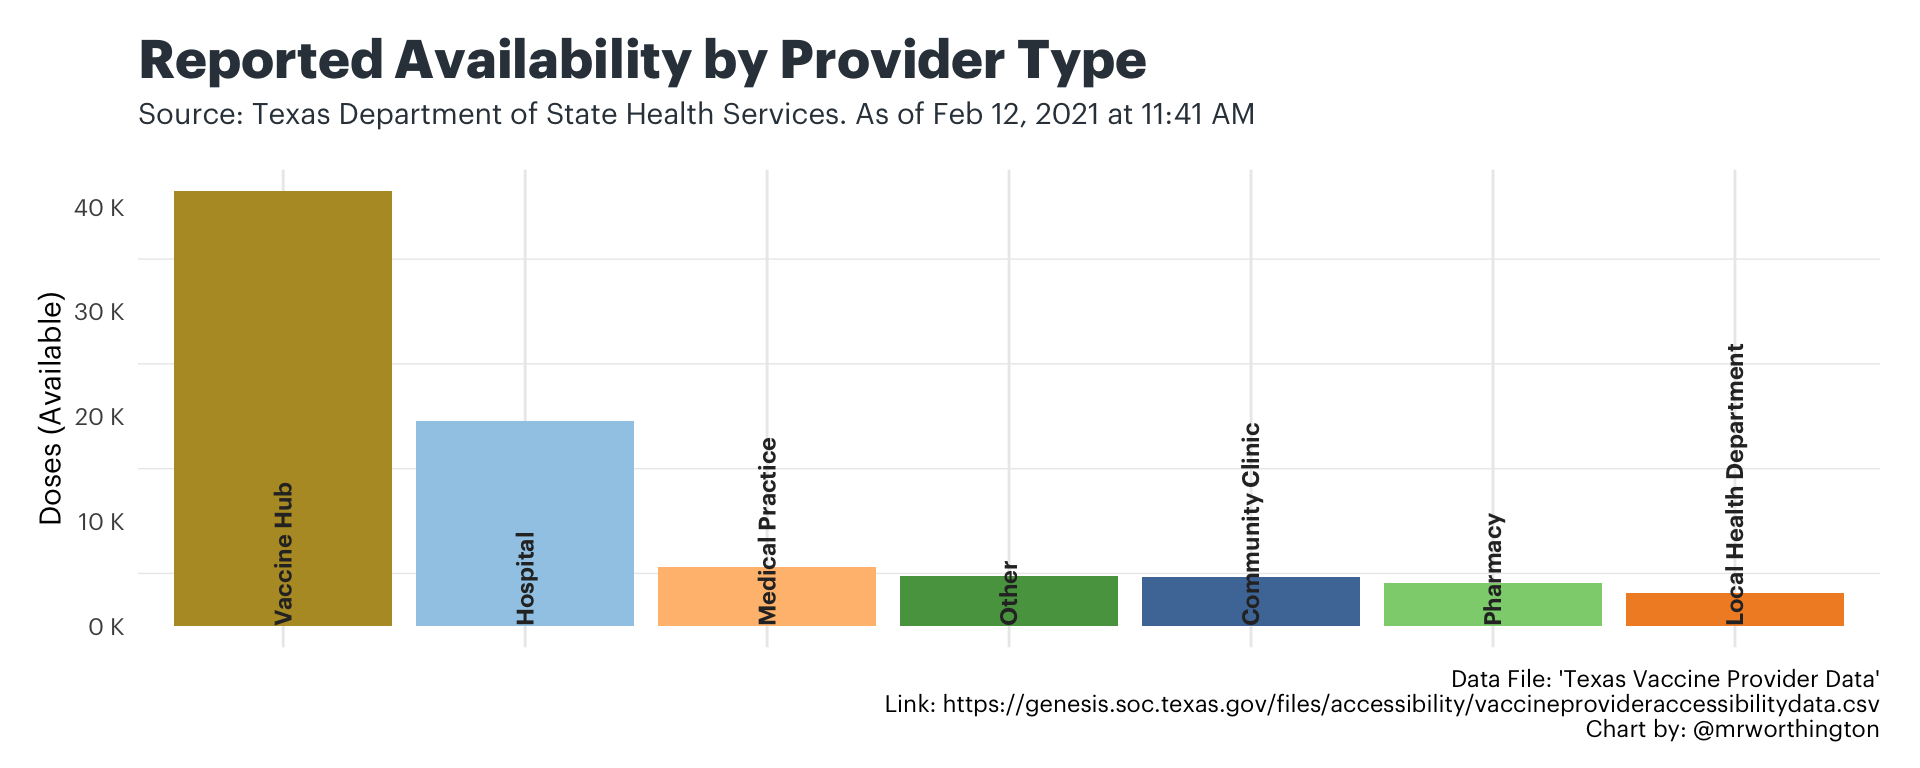 Reported Availability by Provider Type
Source: Texas Department of State Health Services. As of Feb 12, 2021 at 11:41 AM
Doses (Available)
40 K
30 K
20 K
10 K
0 K
Vaccine Hub
Hospital
Medical Practice
Other
Community Clinic
Pharmacy
Local Health Department
Data File: 'Texas Vaccine Provider Data'
Link: https://genesis.soc.texas.gov/files/accessibility/vaccineprovideraccessibilitydata.csv
Chart by: @mrworthington